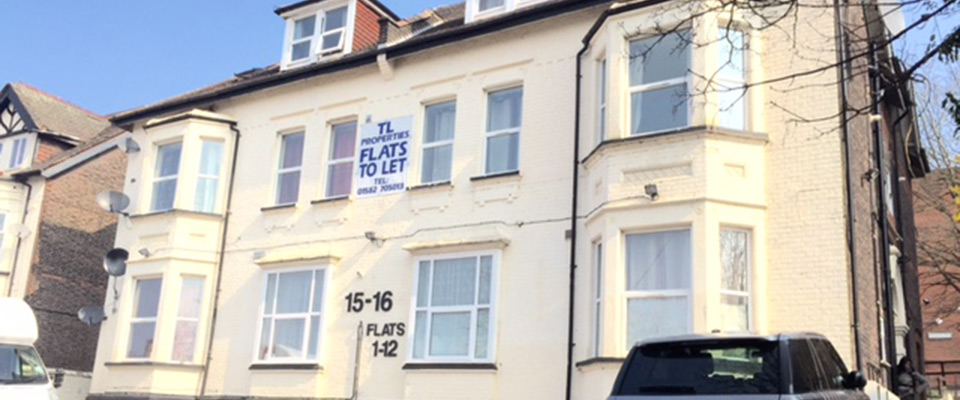 TL
PROPERTIES
FLATS
TO LET
TEL:
01582 705013
15-16
FLATS
1-12